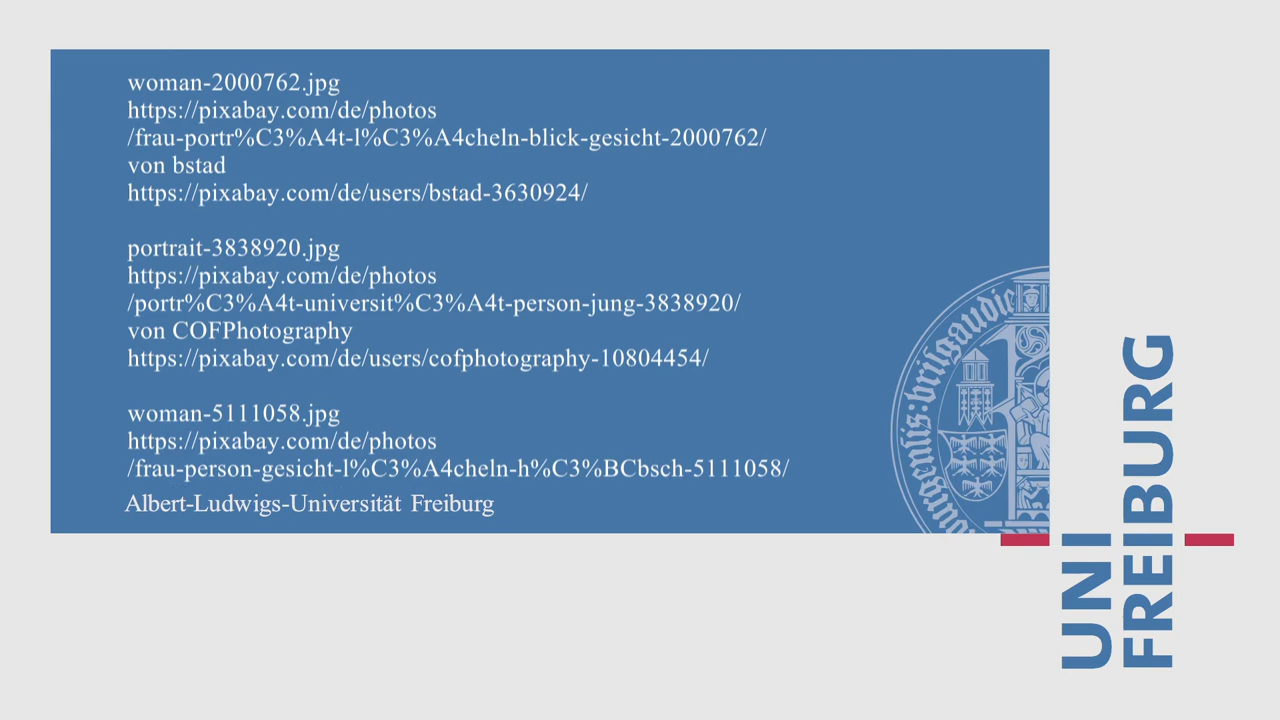 woman-2000762.jpg
https://pixabay.com/de/photos
/frau-portr%C3%A4t-l%C3%A4cheln-blick-gesicht-2000762/
von bstad
https://pixabay.com/de/users/bstad-3630924/
portrait-3838920.jpg
https://pixabay.com/de/photos
/portr%C3%A4t-universit%C3%A4t-person-jung-3838920/
von COFPhotography
https://pixabay.com/de/users/cofphotography-10804454/
woman-5111058.jpg
https://pixabay.com/de/photos
/frau-person-gesicht-l%C3%A4cheln-h%C3%BCbsch-5111058/
Albert-Ludwigs-Universität Freiburg
UNI
FREIBURG